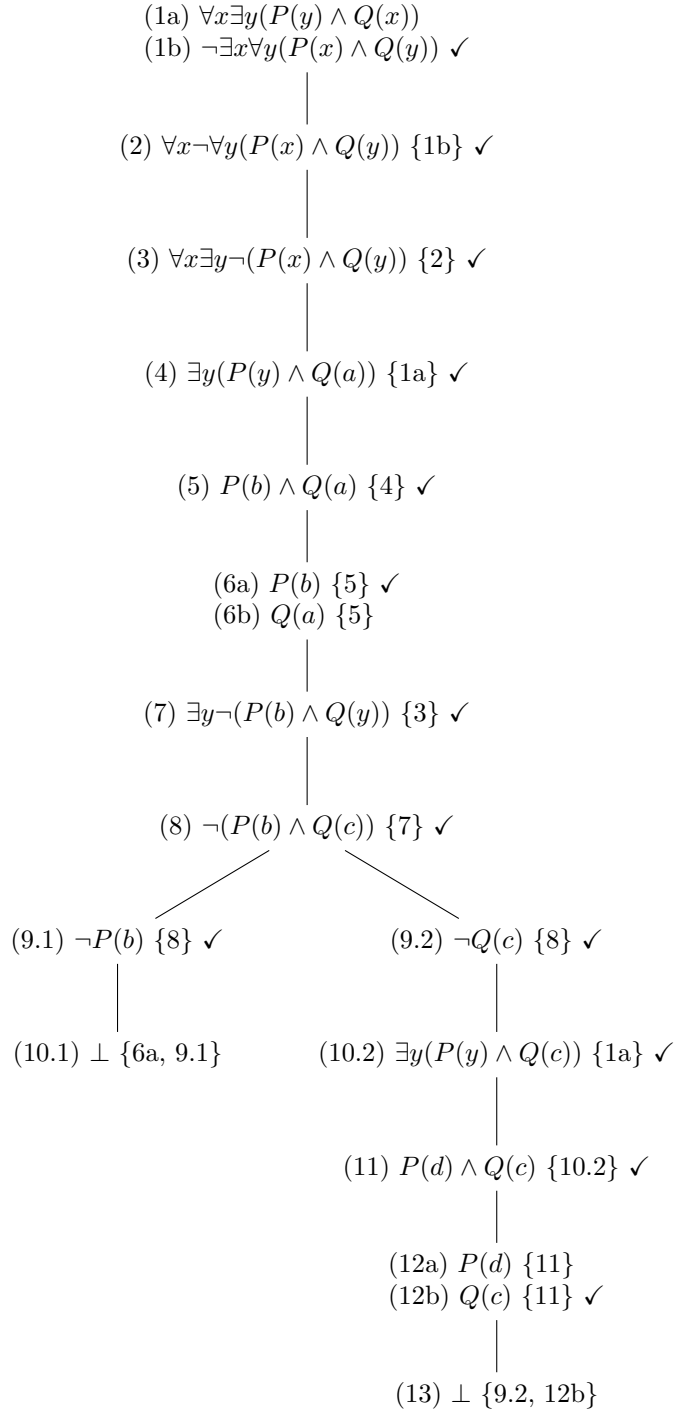 (1a) ∀x∃y(P(y) ∧ Q(x))
(1b) ¬∃x∀y(P(x) ∧ Q(y)) ✓
(2) ∀x¬∀y(P(x) ∧ Q(y)) {1b} ✓
(3) ∀x∃y¬(P(x) ∧ Q(y)) {2} ✓
(4) ∃y(P(y) ∧ Q(a)) {1a} ✓
(5) P(b) ∧ Q(a) {4} ✓
(6a) P(b) {5} ✓
(6b) Q(a) {5}
(7) ∃y¬(P(b) ∧ Q(y)) {3} ✓
(8) ¬(P(b) ∧ Q(c)) {7} ✓
(9.1) ¬P(b) {8} ✓
(9.2) ¬Q(c) {8} ✓
(10.1) ⊥ {6a, 9.1}
(10.2) ∃y(P(y) ∧ Q(c)) {1a} ✓
(11) P(d) ∧ Q(c) {10.2} ✓
(12a) P(d) {11}
(12b) Q(c) {11} ✓
(13) ⊥ {9.2, 12b}